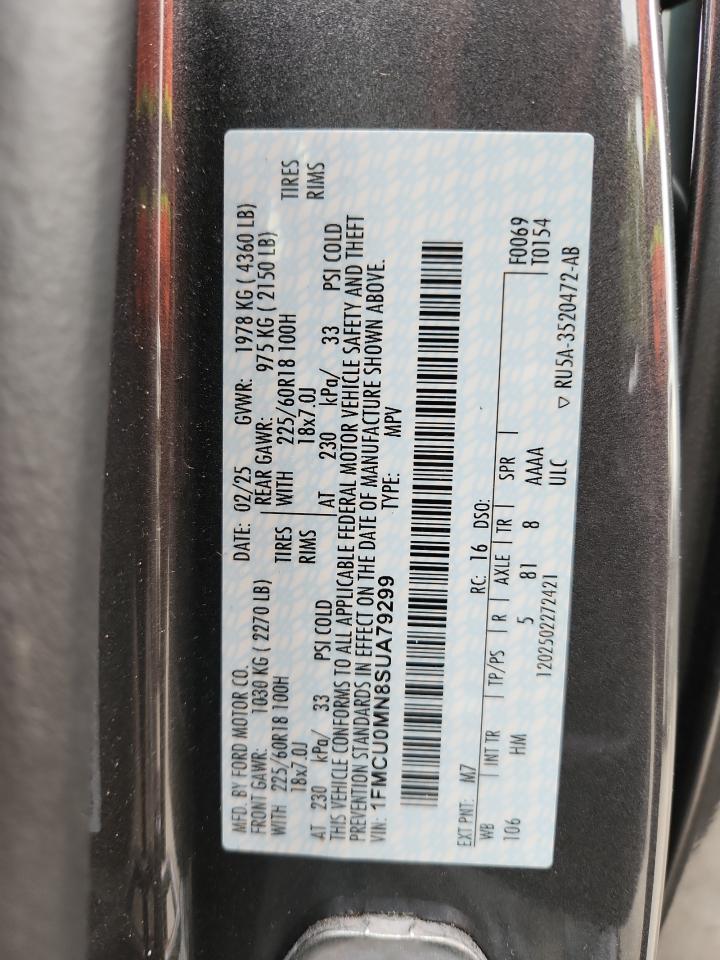 MFD. BY FORD MOTOR CO.
DATE: 02/25 GVWR: 1978 KG ( 4360 LB)
FRONT GAWR: 1030 KG ( 2270 LB) REAR GAWR: 975 KG ( 2150 LB)
WITH 225/60R18 100H TIRES WITH 225/60R18 100H TIRES
18x7.0J RIMS 18x7.0J RIMS
AT 230 kPa/ 33 PSI COLD AT 230 kPa/ 33 PSI COLD
THIS VEHICLE CONFORMS TO ALL APPLICABLE FEDERAL MOTOR VEHICLE SAFETY AND THEFT
PREVENTION STANDARDS IN EFFECT ON THE DATE OF MANUFACTURE SHOWN ABOVE.
VIN: 1FMCU0MN8SUA79299 TYPE: MPV
EXT PNT: M7 RC: 16 DSO:
WB INT TR TP/PS R AXLE TR SPR F0069
106 HM 5 81 8 AAAA T0154
1202502272421 ULC
▽ RU5A-3520472-AB